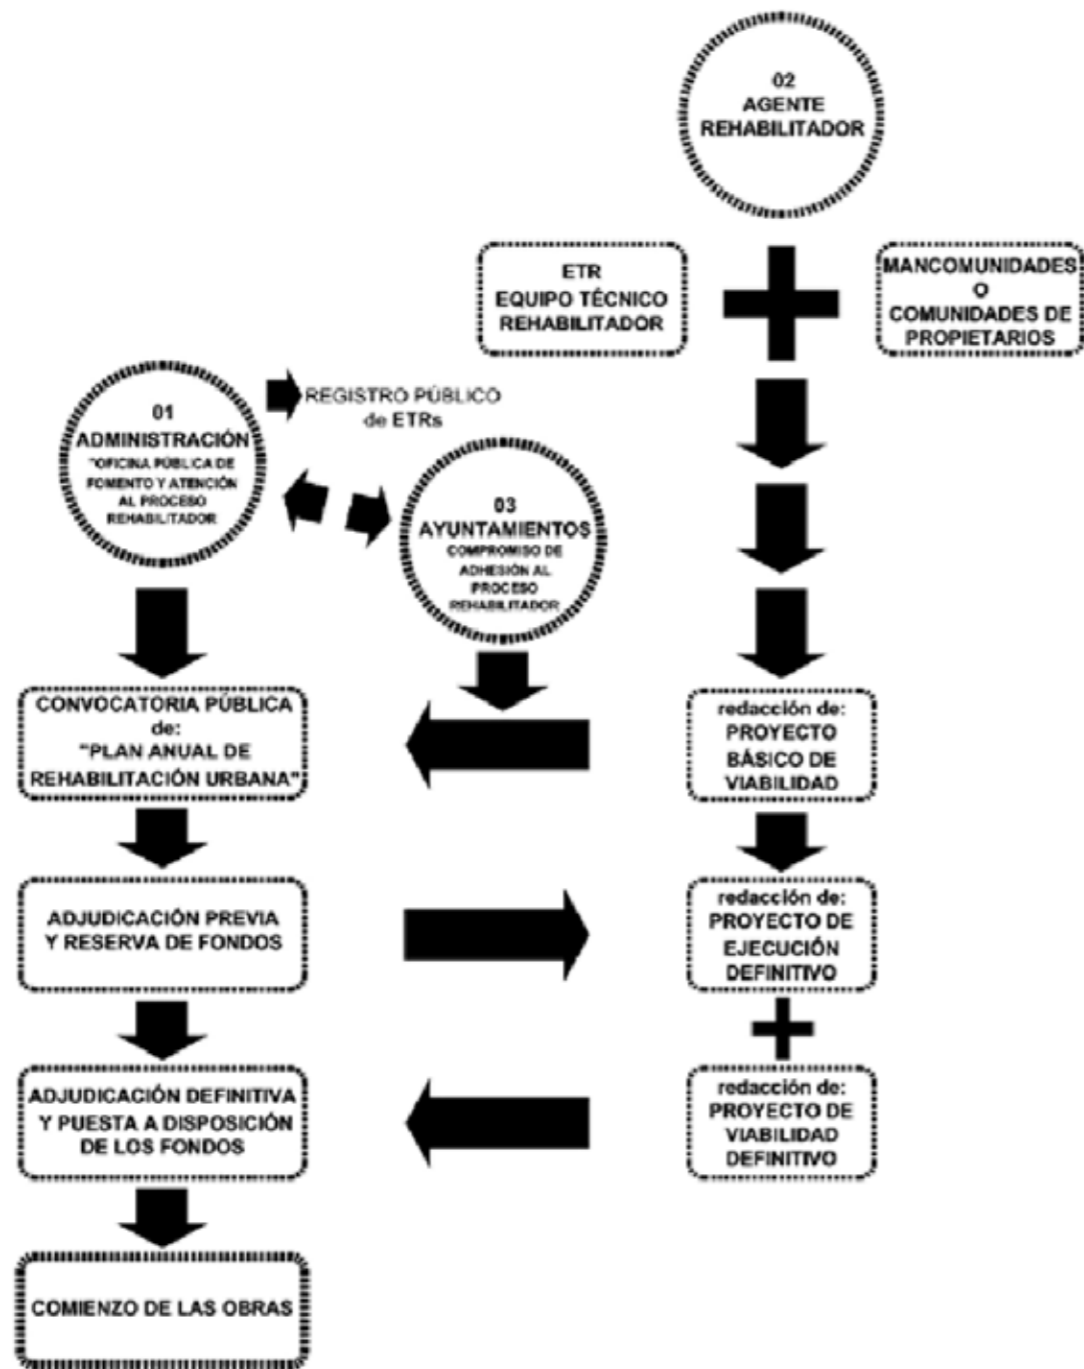 02
AGENTE
REHABILITADOR
ETR
EQUIPO TÉCNICO
REHABILITADOR
MANCOMUNIDADES
O
COMUNIDADES DE
PROPIETARIOS
01
ADMINISTRACIÓN
"OFICINA PÚBLICA DE
FOMENTO Y ATENCIÓN
AL PROCESO
REHABILITADOR
REGISTRO PÚBLICO
de ETRs
03
AYUNTAMIENTOS
COMPROMISO DE
ADHESIÓN AL
PROCESO
REHABILITADOR
CONVOCATORIA PÚBLICA
de:
"PLAN ANUAL DE
REHABILITACIÓN URBANA"
redacción de:
PROYECTO
BÁSICO DE
VIABILIDAD
ADJUDICACIÓN PREVIA
Y RESERVA DE FONDOS
redacción de:
PROYECTO DE
EJECUCIÓN
DEFINITIVO
ADJUDICACIÓN DEFINITIVA
Y PUESTA A DISPOSICIÓN
DE LOS FONDOS
redacción de:
PROYECTO DE
VIABILIDAD
DEFINITIVO
COMIENZO DE LAS OBRAS